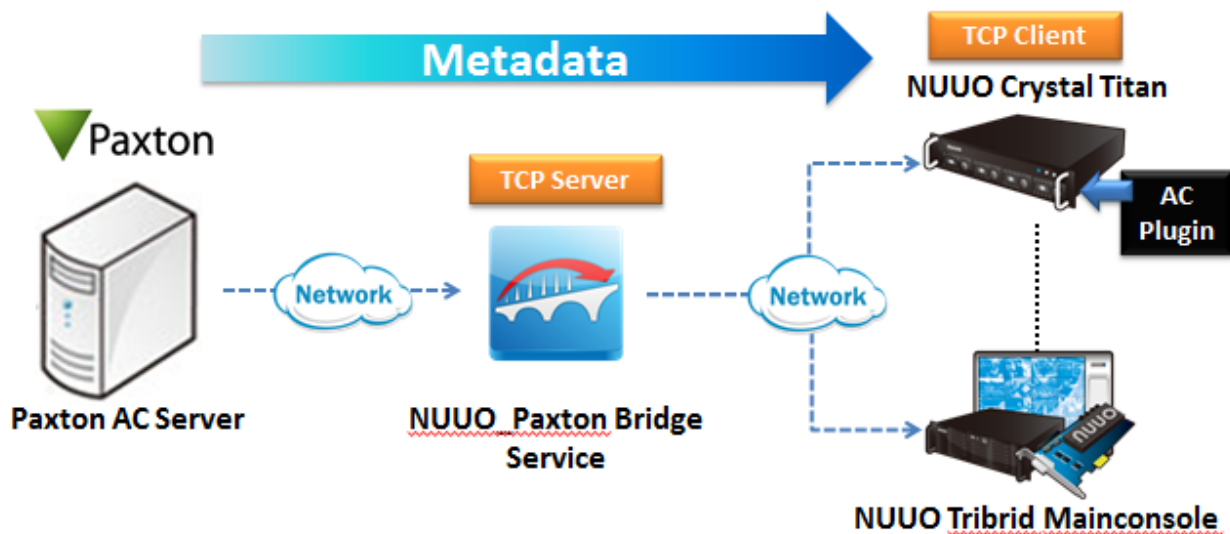 Metadata
TCP Client
NUUO Crystal Titan
Paxton
TCP Server
AC
Plugin
Network
Network
Paxton AC Server
NUUO_Paxton Bridge
Service
nuuo
NUUO Tribrid Mainconsole